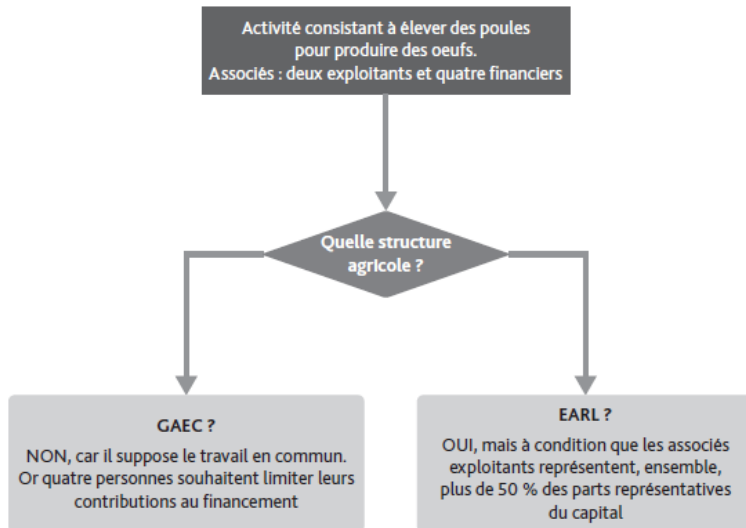 Activité consistant à élever des poules
pour produire des oeufs.
Associés : deux exploitants et quatre financiers
Quelle structure
agricole ?
GAEC ?
NON, car il suppose le travail en commun.
Or quatre personnes souhaitent limiter leurs
contributions au financement
EARL ?
OUI, mais à condition que les associés
exploitants représentent, ensemble,
plus de 50 % des parts représentatives
du capital